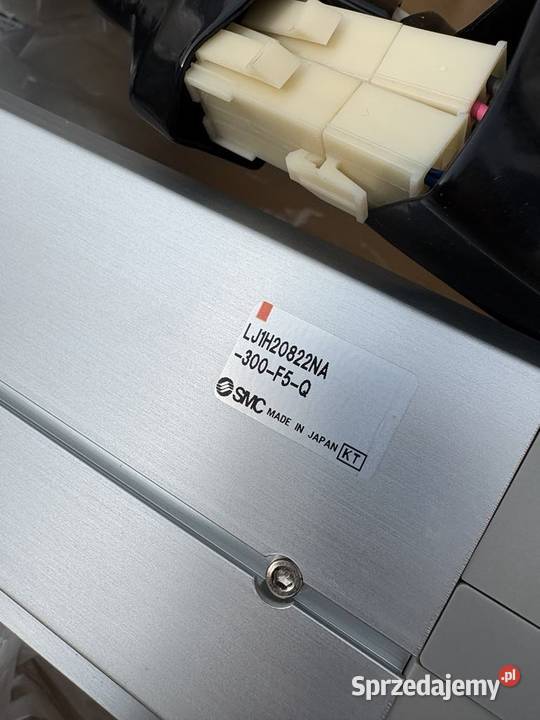 LJ1H20822NA
-300-F5-Q
SMC MADE IN JAPAN KT
Sprzedajemy.pl